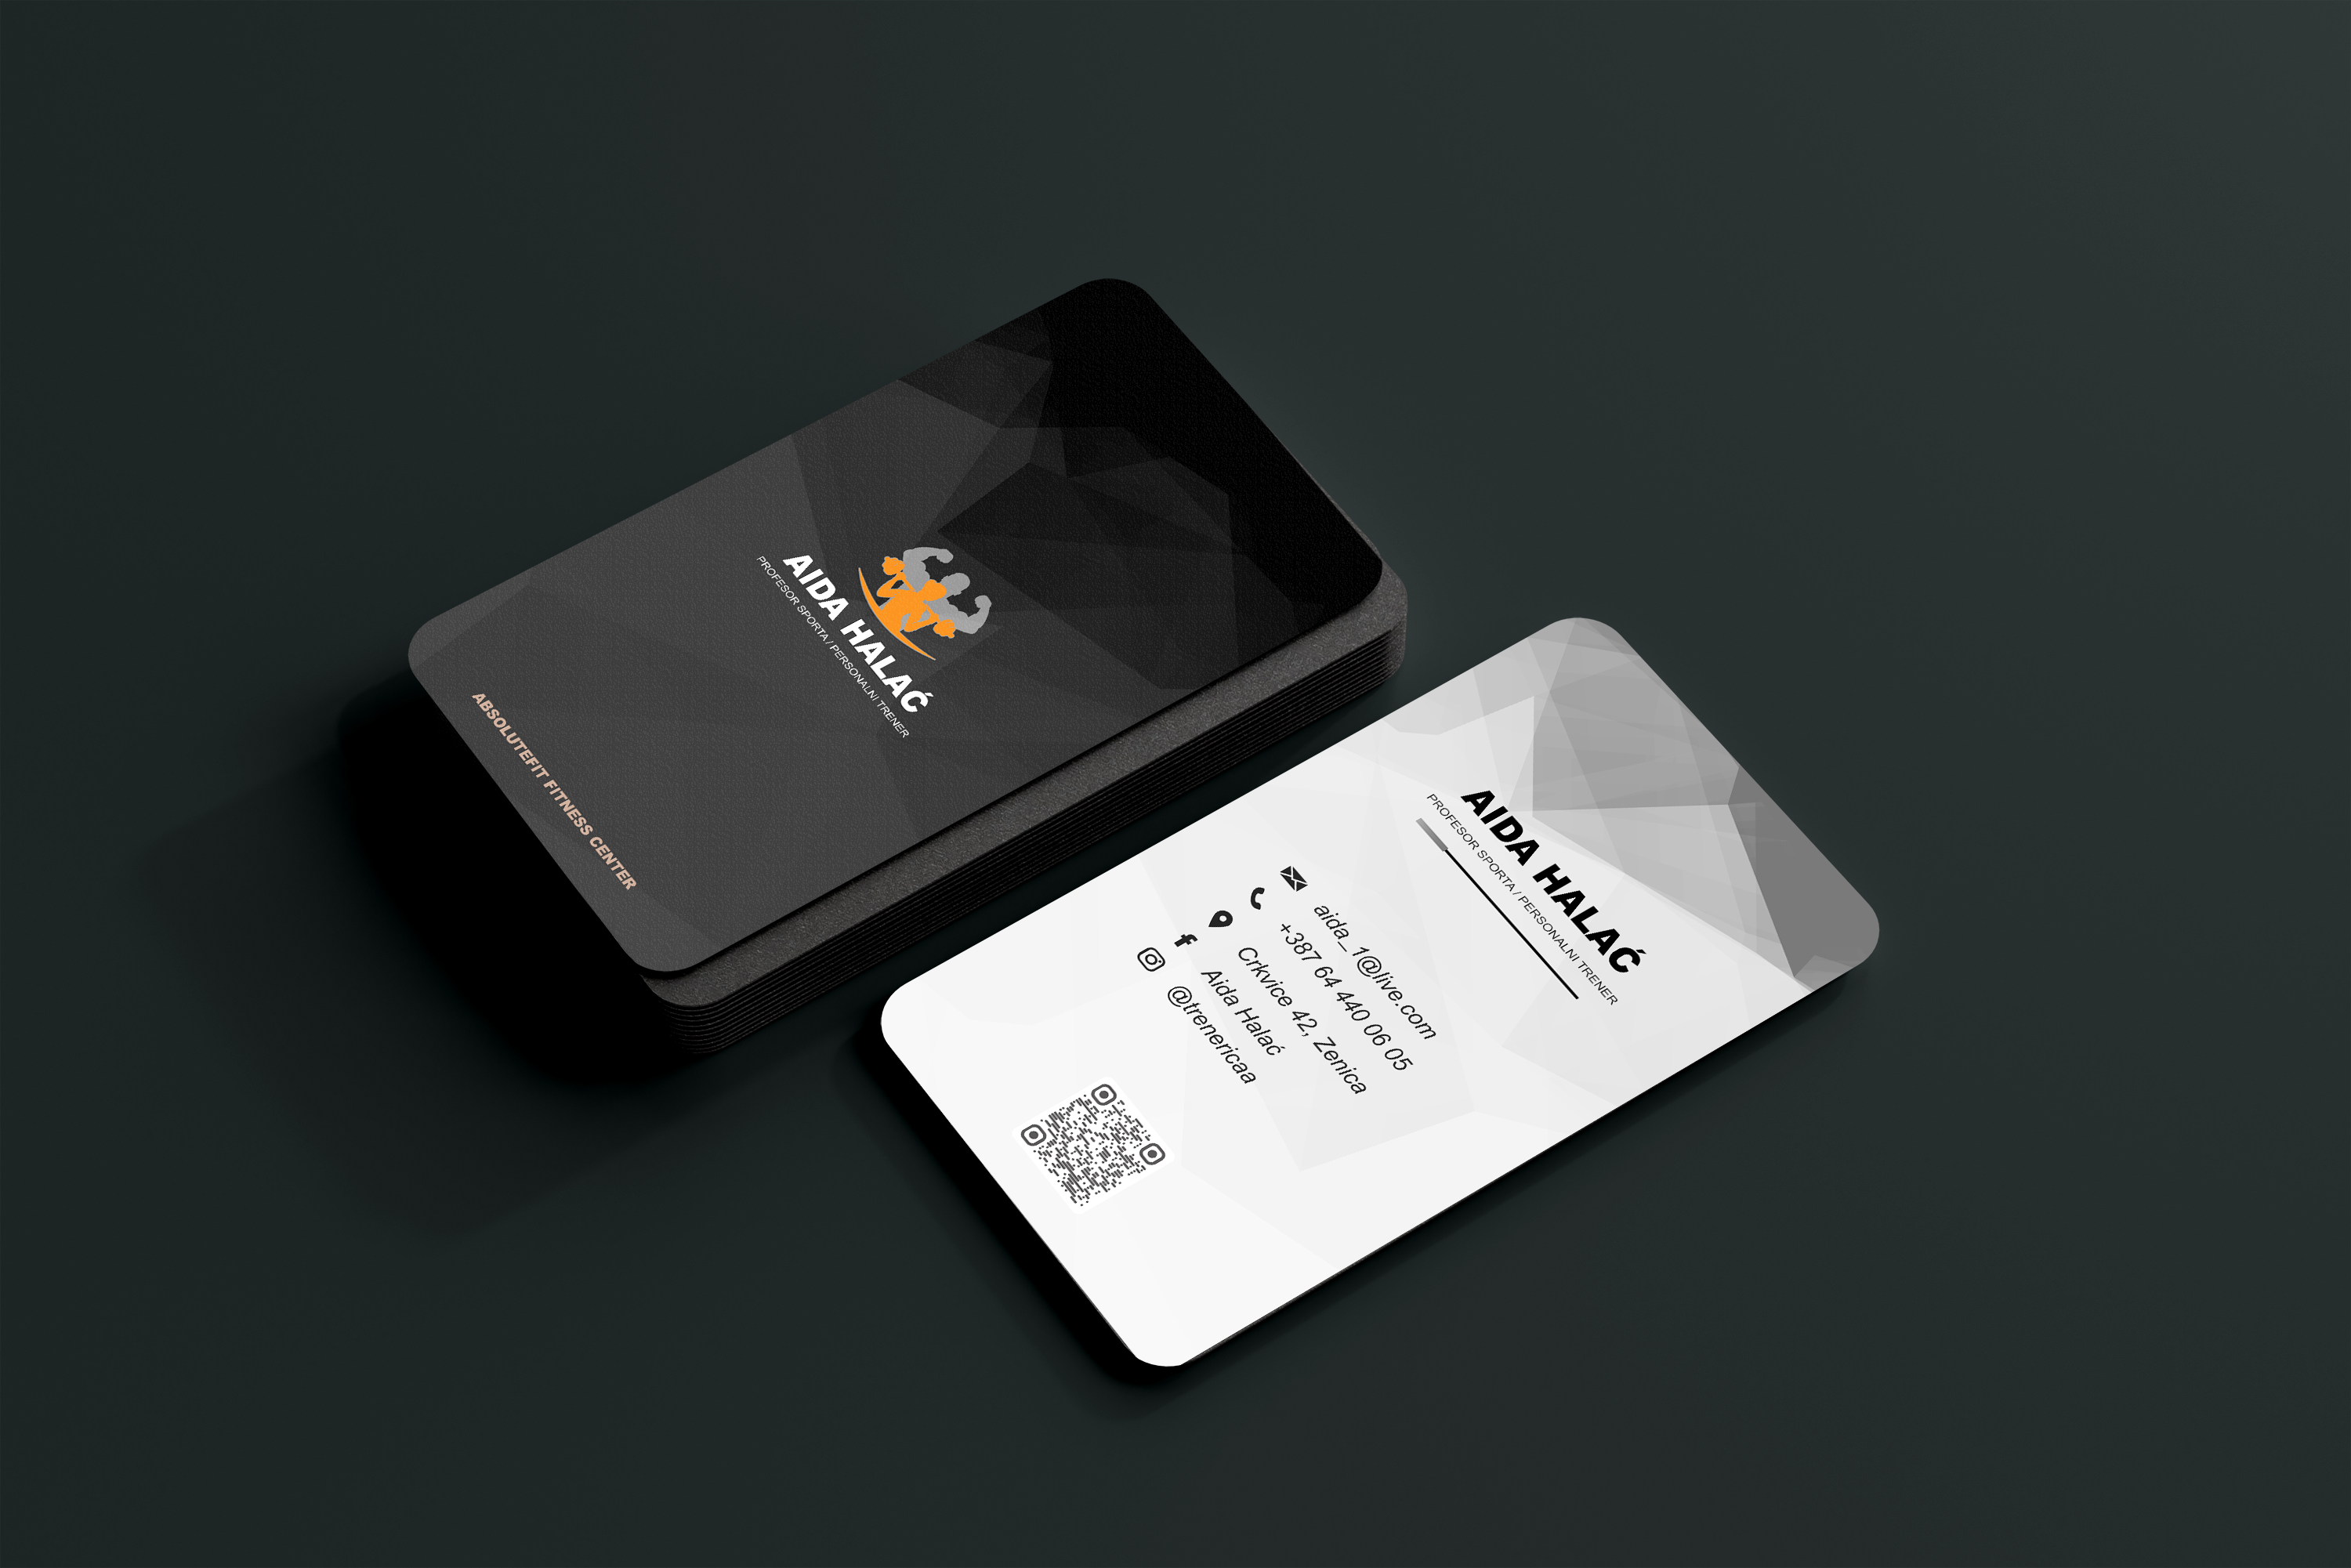 AIDA HALAĆ
PROFESOR SPORTA / PERSONALNI TRENER
ABSOLUTEFIT FITNESS CENTER
AIDA HALAĆ
PROFESOR SPORTA / PERSONALNI TRENER
aida_1@live.com
+387 64 440 06 05
Crkvice 42, Zenica
Aida Halać
@trenericaa